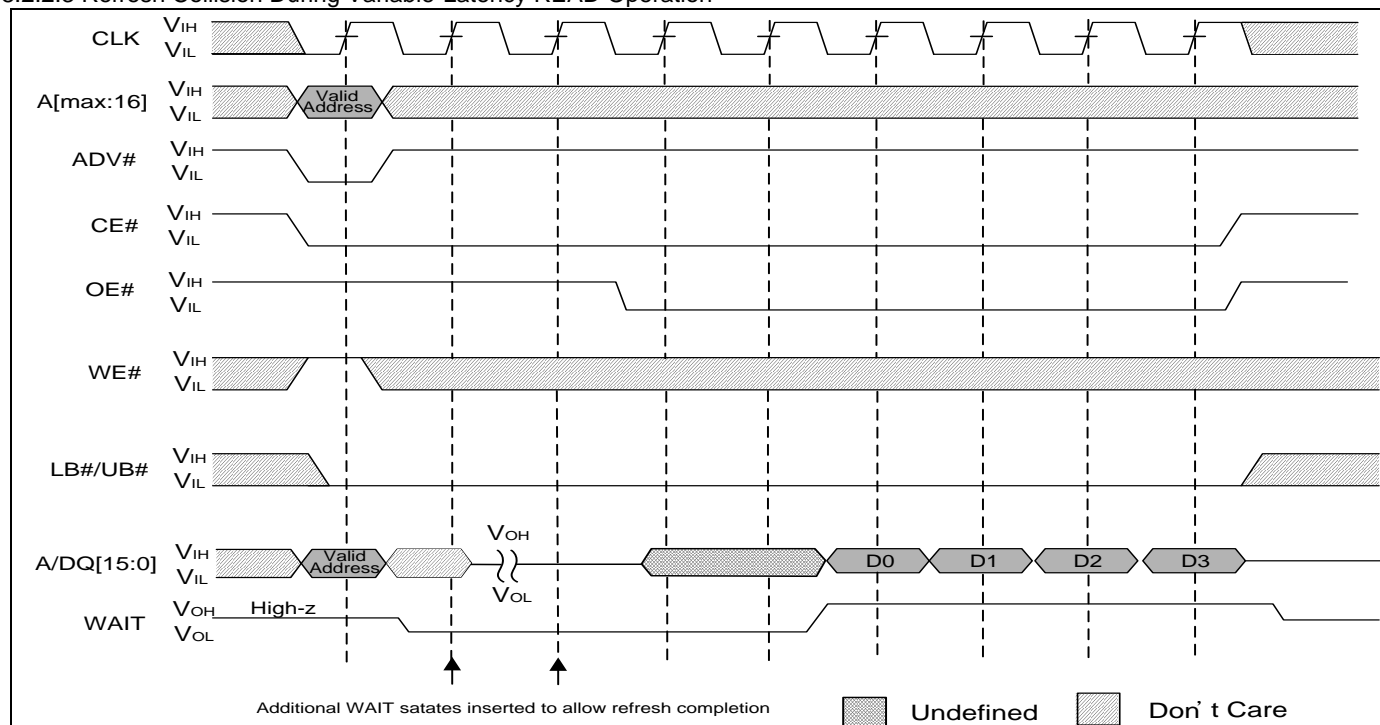 Refresh Collision During Variable-Latency READ Operation
CLK
VIH
VIL
A[max:16]
VIH
VIL
Valid
Address
ADV#
VIH
VIL
CE#
VIH
VIL
OE#
VIH
VIL
WE#
VIH
VIL
LB#/UB#
VIH
VIL
A/DQ[15:0]
VIH
VIL
Valid
Address
VOH
VOL
D0
D1
D2
D3
WAIT
VOH
VOL
High-z
Additional WAIT satates inserted to allow refresh completion
Undefined
Don't Care